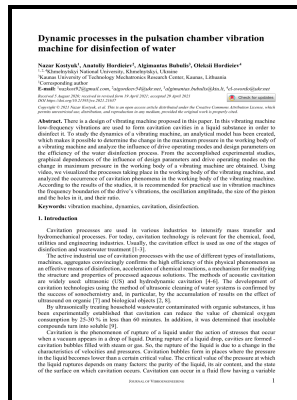 Dynamic processes in the pulsation chamber vibration
machine for disinfection of water
Nazar Kostyuk¹, Anatoliy Hordieiev², Algimantas Bubulis³, Oleksii Hordieiev⁴
¹,²,⁴Khmelnytskyi National University, Khmelnytskyi, Ukraine
³Kaunas University of Technology Mechatronics Research Center, Kaunas, Lithuania
Abstract. There is a design of vibrating machine proposed in this paper. In this vibrating machine
low-frequency vibrations are used to form cavitation cavities in a liquid substance in order to
disinfect it. To study the dynamics of a vibrating machine, an analytical model has been created,
which makes it possible to determine the change in the maximum pressure in the working body of a
vibrating machine and analyze the influence of drive operating modes and design parameters on
the efficiency of the water disinfection process. From the accomplished experimental studies,
graphical dependences of the influence of design parameters and drive operating modes on the
change in maximum pressure in the working body of a vibrating machine are obtained. Using
video, we visualized the processes taking place in the working body of the vibrating machine, and
analyzed the occurrence of cavitation phenomena in the working body of the vibrating machine.
According to the results of the studies, it is recommended for practical use in vibration machines
the frequency boundaries of the drive's vibrations, the oscillation amplitude, the size of the piston
and the holes in it, and their ratio.
Keywords: vibration machine, dynamics, cavitation, disinfection.
1. Introduction
Cavitation processes are used in various industries to intensify mass transfer and
hydromechanical processes. For today, cavitation technology is relevant for the chemical, food,
utilities and engineering industries. Usually, the cavitation effect is used as one of the stages of
disinfection and wastewater treatment [1-3].
The active industrial use of cavitation processes with the use of different types of installations,
machines, aggregates convincingly confirms the high efficiency of this physical phenomenon as
an effective means of disinfection, acceleration of chemical reactions, a mechanism for modifying
the structure and properties of processed aqueous solutions. The methods of acoustic cavitation
are widely used: ultrasonic (US) and hydrodynamic cavitation [4-6]. The development of cavitation
technologies using the method of ultrasonic cleaning of water systems is confirmed by the
success of sonochemistry and, in particular, by the accumulation of results on the effect of
ultrasound on organic [7] and biological objects [2, 8].
By ultrasonically treating household wastewater contaminated with organic substances, it has
been experimentally established that cavitation can reduce the value of chemical oxygen
consumption by 25-30 % in less than 60 minutes. In addition, it was determined that insoluble
compounds turn into soluble [9].
Cavitation is the phenomenon of rupture of a liquid under the action of stresses that occurs
when a vacuum appears in a drop of liquid. During rupture of a liquid drop, cavities are formed -
cavitation bubbles filled with steam or gas. So, the rupture of the liquid is due to a change in the
characteristics of velocities and pressures. Cavitation bubbles form in places where the pressure
in the liquid becomes lower than a certain critical value. The critical value of the pressure at which
the liquid ruptures depends on many factors: the purity of the liquid, its air content, and the state
of the surface on which cavitation occurs. Cavitation can occur in a fluid flow having a variable
JOURNAL OF VIBROENGINEERING
1